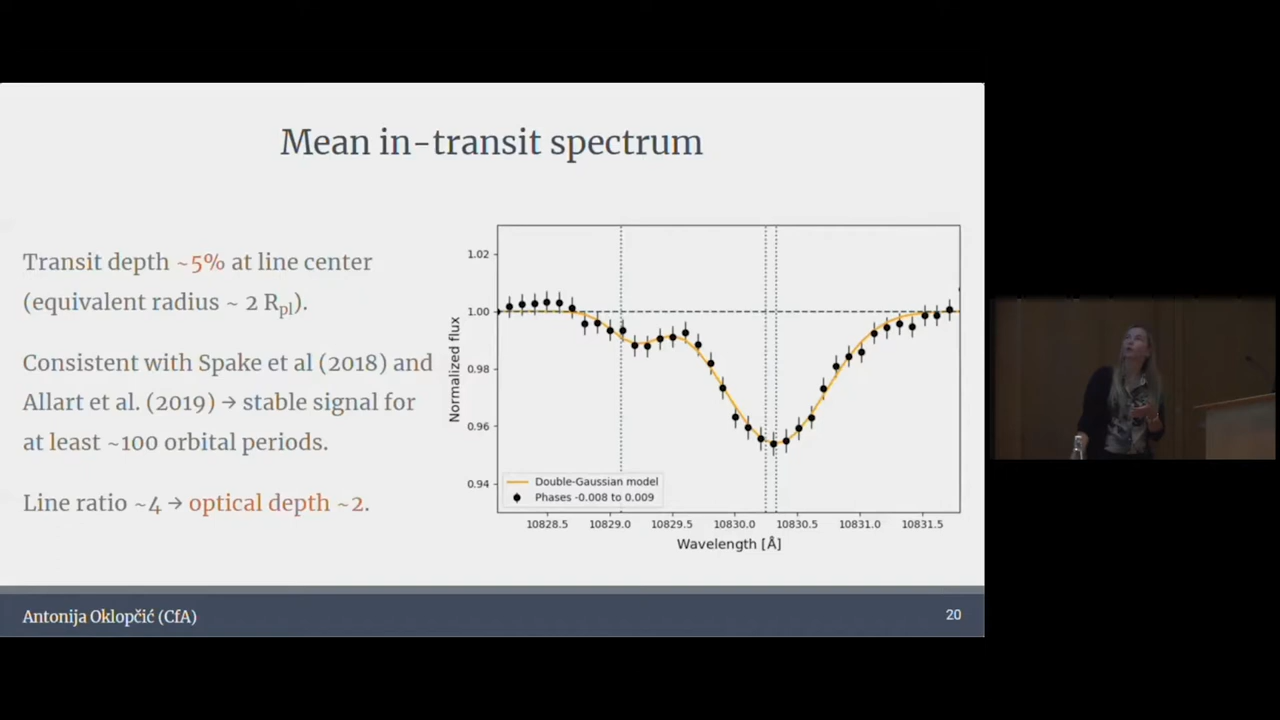 Mean in-transit spectrum
Transit depth ~5% at line center
(equivalent radius ~ 2 Rpl).
Consistent with Spake et al (2018) and
Allart et al. (2019) → stable signal for
at least ~100 orbital periods.
Line ratio ~4 → optical depth ~2.
Normalized flux
1.02
1.00
0.98
0.96
0.94
Double-Gaussian model
Phases -0.008 to 0.009
10828.5 10829.0 10829.5 10830.0 10830.5 10831.0 10831.5
Wavelength [Å]
Antonija Oklopčić (CfA)
20